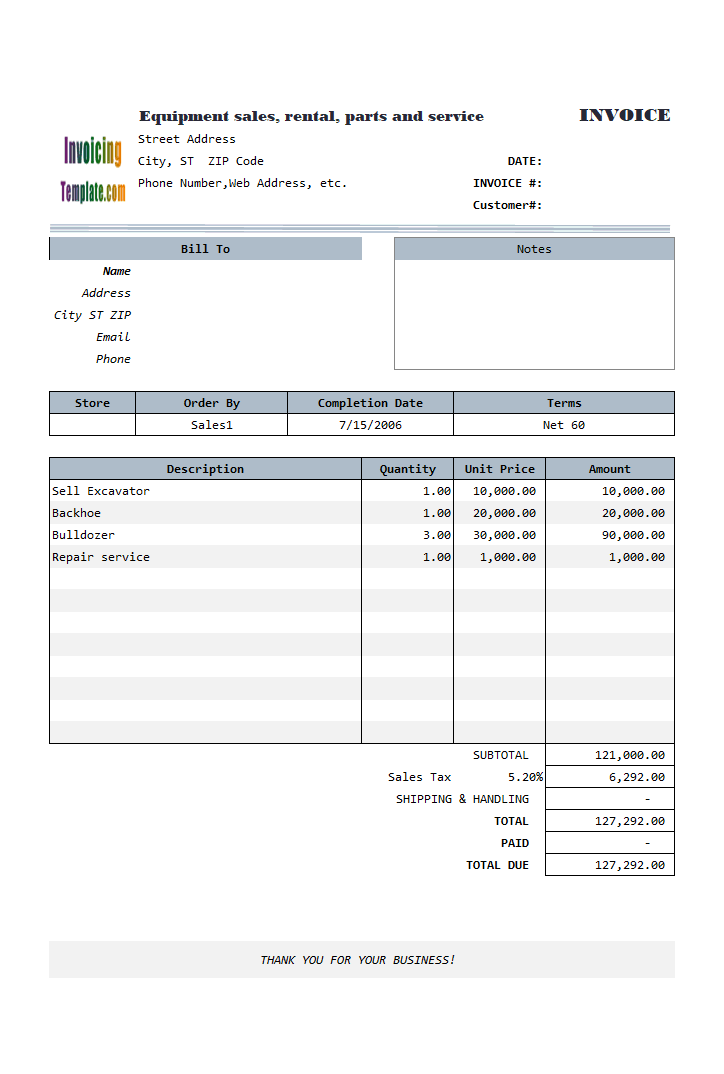 Equipment sales, rental, parts and service INVOICE
Invoicing
Template.com
Street Address
City, ST  ZIP Code DATE:
Phone Number,Web Address, etc. INVOICE #:
Customer#:
Bill To Notes
Name
Address
City ST ZIP
Email
Phone
Store Order By Completion Date Terms
Sales1 7/15/2006 Net 60
Description Quantity Unit Price Amount
Sell Excavator 1.00 10,000.00 10,000.00
Backhoe 1.00 20,000.00 20,000.00
Bulldozer 3.00 30,000.00 90,000.00
Repair service 1.00 1,000.00 1,000.00
SUBTOTAL 121,000.00
Sales Tax 5.20% 6,292.00
SHIPPING & HANDLING -
TOTAL 127,292.00
PAID -
TOTAL DUE 127,292.00
THANK YOU FOR YOUR BUSINESS!